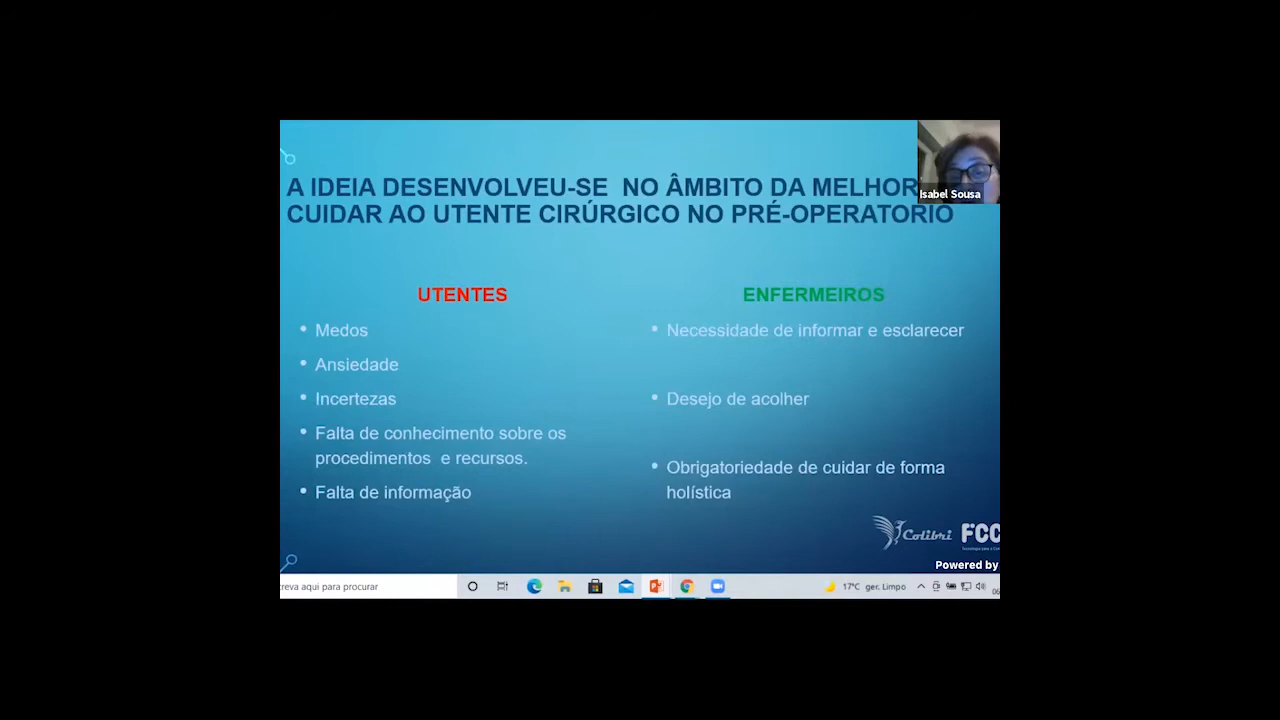 A IDEIA DESENVOLVEU-SE NO ÂMBITO DA MELHOR
CUIDAR AO UTENTE CIRÚRGICO NO PRÉ-OPERATORIO
Isabel Sousa
UTENTES
• Medos
• Ansiedade
• Incertezas
• Falta de conhecimento sobre os
procedimentos e recursos.
• Falta de informação
ENFERMEIROS
• Necessidade de informar e esclarecer
• Desejo de acolher
• Obrigatoriedade de cuidar de forma
holística
Colibri FCC
Powered by
creva aqui para procurar
17°C ger. Limpo